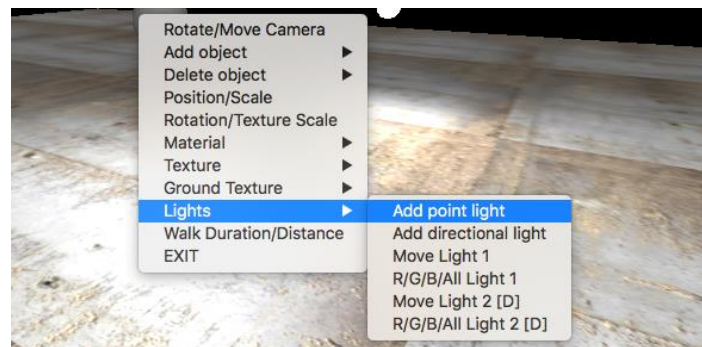 Rotate/Move Camera
Add object
Delete object
Position/Scale
Rotation/Texture Scale
Material
Texture
Ground Texture
Lights
Walk Duration/Distance
EXIT
Add point light
Add directional light
Move Light 1
R/G/B/All Light 1
Move Light 2 [D]
R/G/B/All Light 2 [D]